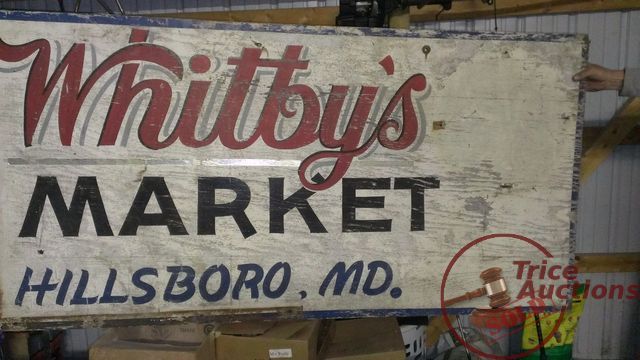 Whitby's
MARKET
HILLSBORO, MD.
Trice
Auctions